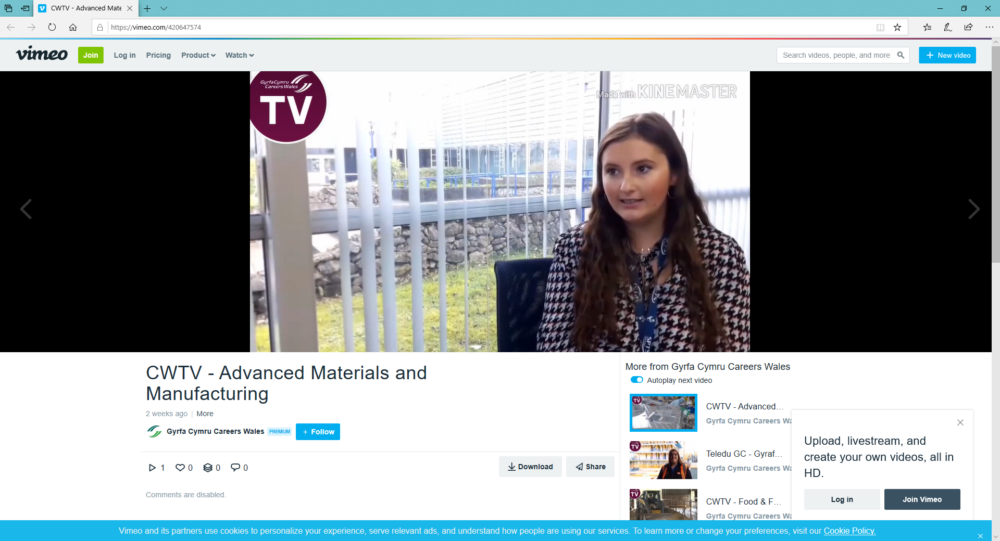 CWTV - Advanced Mate
https://vimeo.com/420647574
vimeo
Join
Log in
Pricing
Product
Watch
Search videos, people, and more
New video
GyrfaCymru
CareersWales
TV
Made with KINEMASTER
SPTS
CWTV - Advanced Materials and
Manufacturing
2 weeks ago | More
Gyrfa Cymru Careers Wales PREMIUM
+ Follow
1
0
0
0
Download
Share
Comments are disabled.
More from Gyrfa Cymru Careers Wales
Autoplay next video
TV
CWTV - Advanced...
Gyrfa Cymru Careers Wa
TV
Teledu GC - Gyraf...
Gyrfa Cymru Careers Wa
TV
CWTV - Food & F...
Gyrfa Cymru Careers Wa
Upload, livestream, and
create your own videos, all in
HD.
Log in
Join Vimeo
Vimeo and its partners use cookies to personalize your experience, serve relevant ads, and understand how people are using our services. To learn more or change your preferences, visit our Cookie Policy.